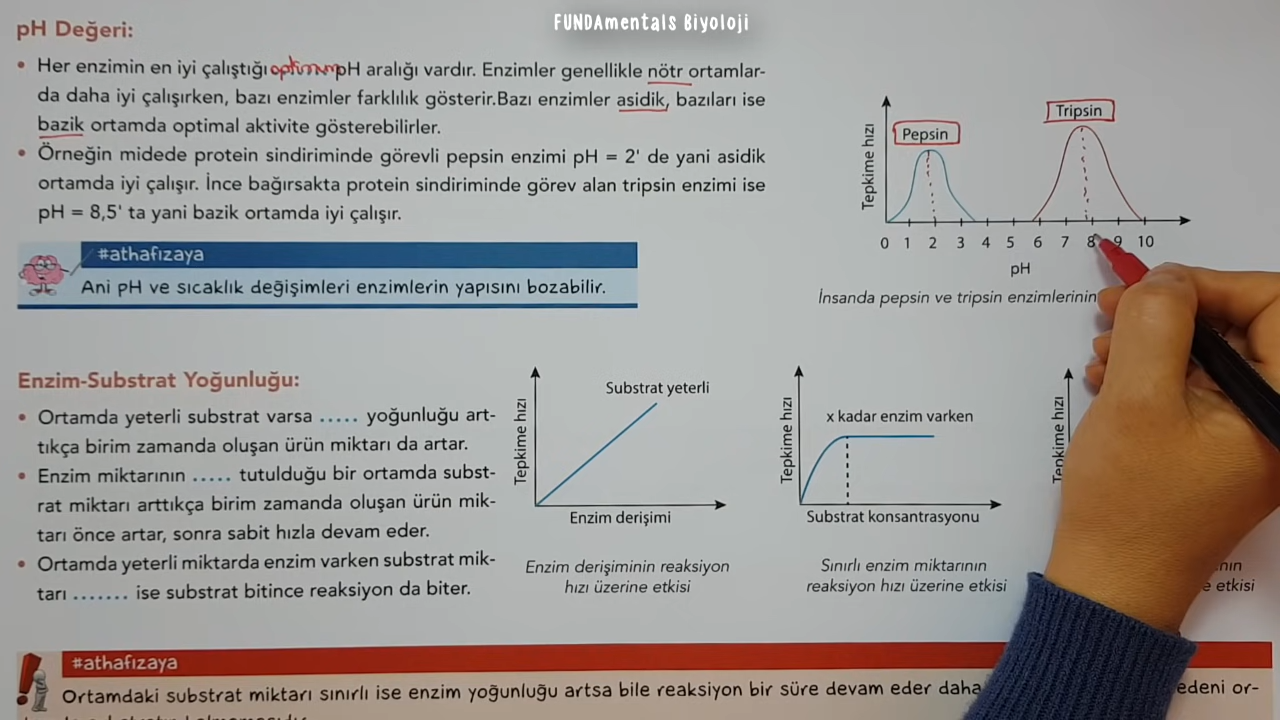 FUNDAmentals Biyoloji
pH Değeri:
• Her enzimin en iyi çalıştığı optimum pH aralığı vardır. Enzimler genellikle nötr ortamlar-
da daha iyi çalışırken, bazı enzimler farklılık gösterir.Bazı enzimler asidik, bazıları ise
bazik ortamda optimal aktivite gösterebilirler.
• Örneğin midede protein sindiriminde görevli pepsin enzimi pH = 2' de yani asidik
ortamda iyi çalışır. İnce bağırsakta protein sindiriminde görev alan tripsin enzimi ise
pH = 8,5' ta yani bazik ortamda iyi çalışır.
#athafızaya
Ani pH ve sıcaklık değişimleri enzimlerin yapısını bozabilir.
Tepkime hızı
Pepsin
Tripsin
0 1 2 3 4 5 6 7 8 9 10
pH
İnsanda pepsin ve tripsin enzimlerinin
Enzim-Substrat Yoğunluğu:
• Ortamda yeterli substrat varsa ..... yoğunluğu art-
tıkça birim zamanda oluşan ürün miktarı da artar.
• Enzim miktarının ..... tutulduğu bir ortamda subst-
rat miktarı arttıkça birim zamanda oluşan ürün mik-
tarı önce artar, sonra sabit hızla devam eder.
• Ortamda yeterli miktarda enzim varken substrat mik-
tarı ....... ise substrat bitince reaksiyon da biter.
Tepkime hızı
Substrat yeterli
Enzim derişimi
Enzim derişiminin reaksiyon
hızı üzerine etkisi
Tepkime hızı
x kadar enzim varken
Substrat konsantrasyonu
Sınırlı enzim miktarının
reaksiyon hızı üzerine etkisi
Tepkime hızı
nın
e etkisi
#athafızaya
Ortamdaki substrat miktarı sınırlı ise enzim yoğunluğu artsa bile reaksiyon bir süre devam eder daha edeni or-